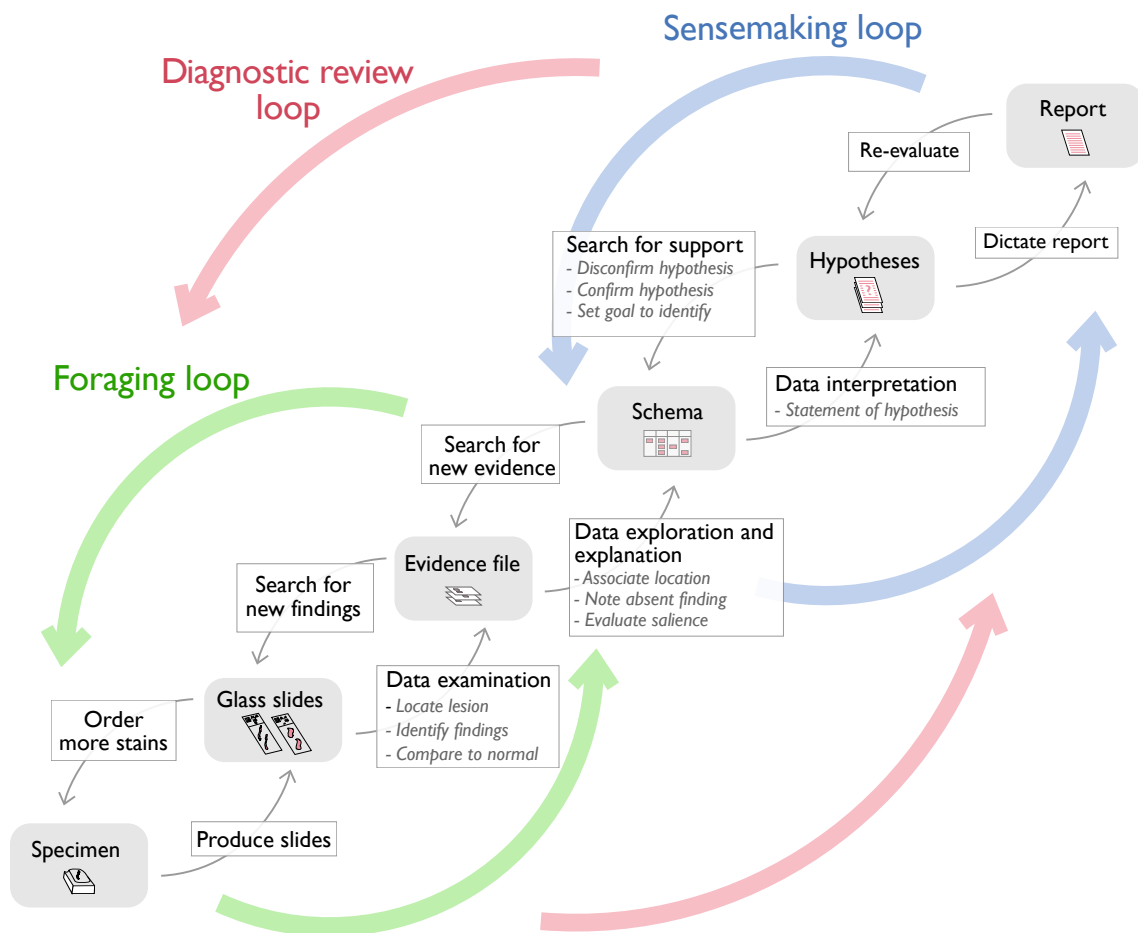 Sensemaking loop
Diagnostic review
loop
Report
Re-evaluate
Dictate report
Search for support
- Disconfirm hypothesis
- Confirm hypothesis
- Set goal to identify
Hypotheses
Foraging loop
Data interpretation
- Statement of hypothesis
Schema
Search for
new evidence
Data exploration and
explanation
- Associate location
- Note absent finding
- Evaluate salience
Evidence file
Search for
new findings
Data examination
- Locate lesion
- Identify findings
- Compare to normal
Glass slides
Order
more stains
Produce slides
Specimen